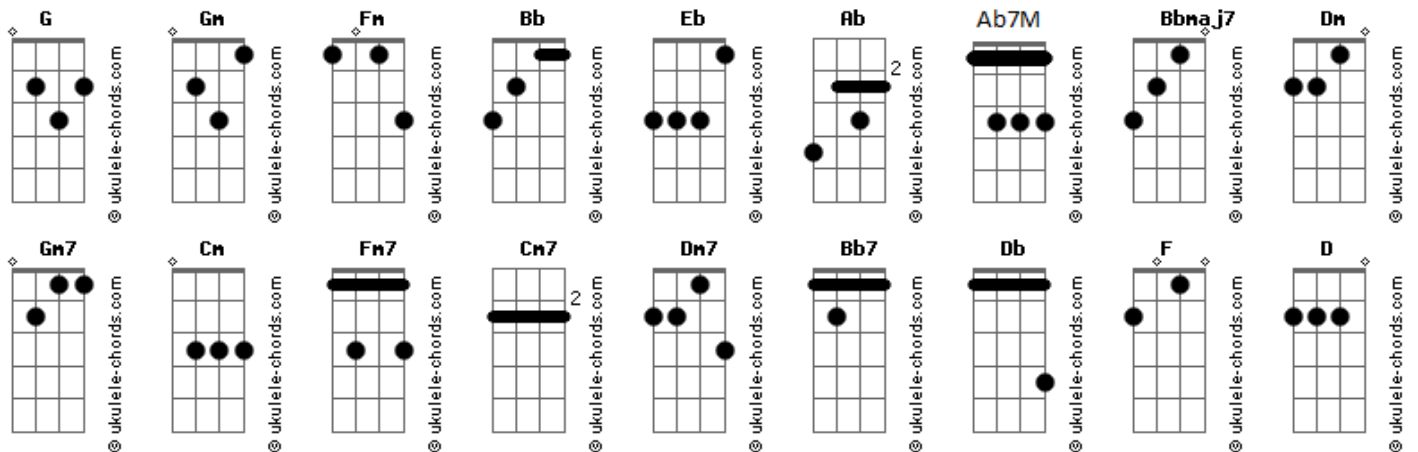 G Gm Fm Bb Eb Ab Ab7M Bbmaj7 Dm
© ukulele-chords.com © ukulele-chords.com © ukulele-chords.com © ukulele-chords.com © ukulele-chords.com 2 © ukulele-chords.com © ukulele-chords.com © ukulele-chords.com © ukulele-chords.com
Gm7 Cm Fm7 Cm7 Dm7 Bb7 Db F D
© ukulele-chords.com © ukulele-chords.com © ukulele-chords.com 2 © ukulele-chords.com © ukulele-chords.com © ukulele-chords.com © ukulele-chords.com © ukulele-chords.com © ukulele-chords.com